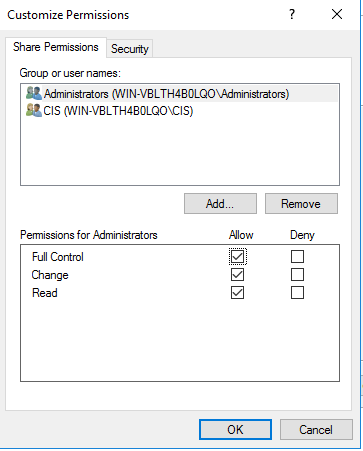 Customize Permissions
Share Permissions Security
Group or user names:
Administrators (WIN-VBLTH4B0LQO\Administrators)
CIS (WIN-VBLTH4B0LQO\CIS)
Add... Remove
Permissions for Administrators Allow Deny
Full Control
Change
Read
OK Cancel